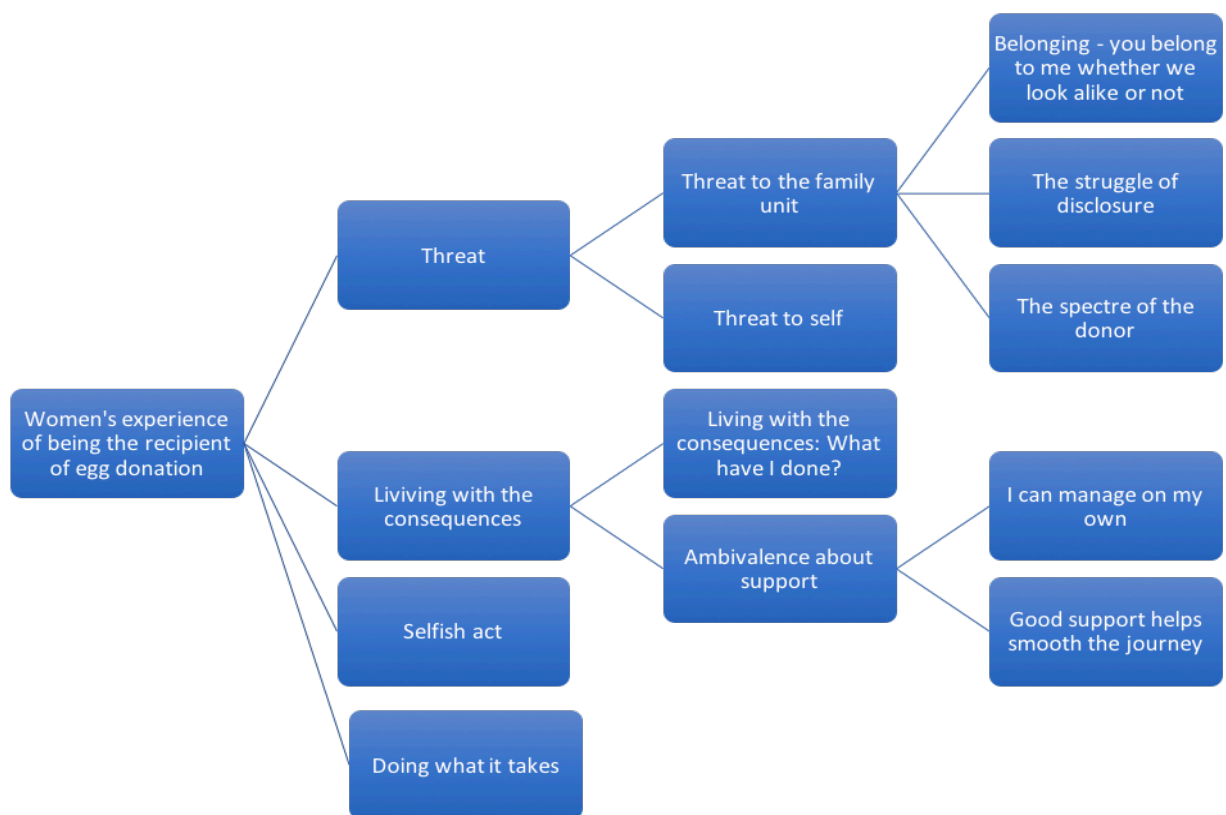 Women's experience
of being the recipient
of egg donation
Threat
Threat to the family
unit
Belonging - you belong
to me whether we
look alike or not
The struggle of
disclosure
The spectre of the
donor
Threat to self
Liviving with the
consequences
Living with the
consequences: What
have I done?
Ambivalence about
support
I can manage on my
own
Good support helps
smooth the journey
Selfish act
Doing what it takes